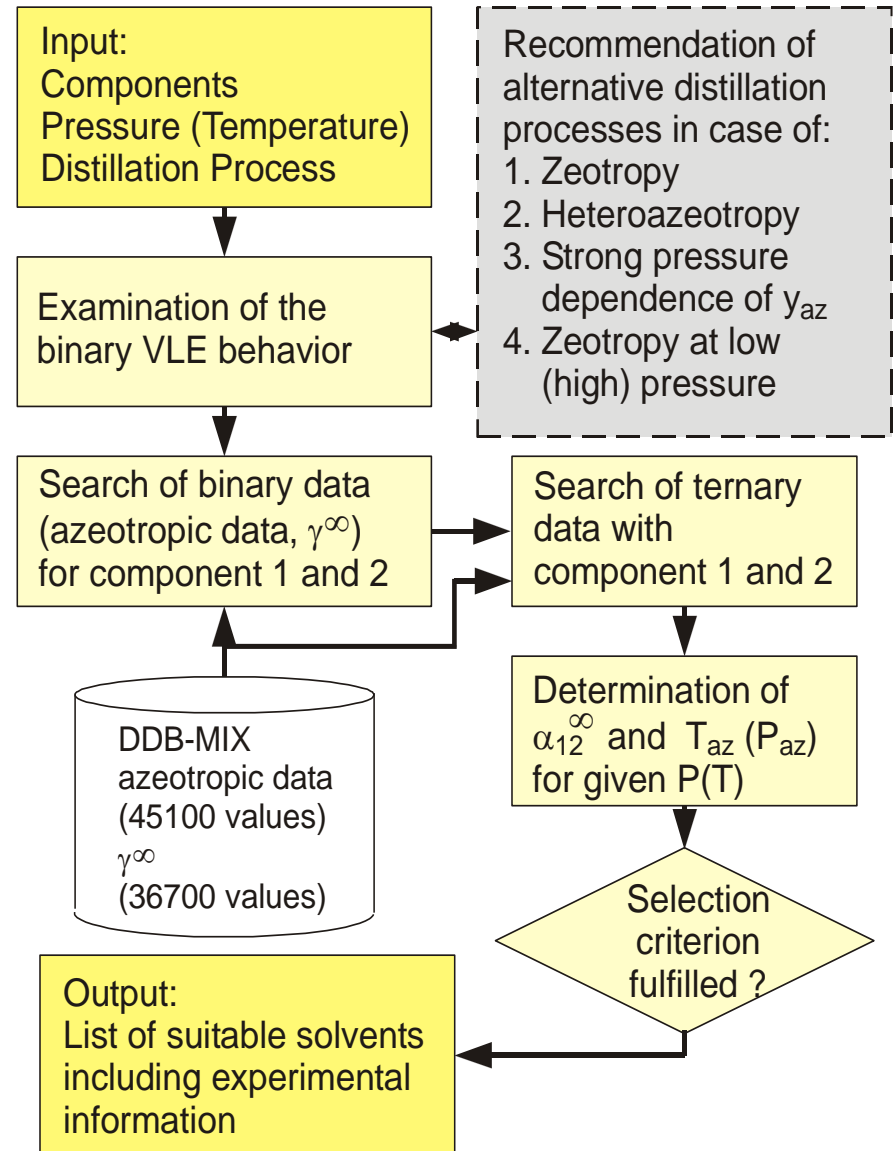 Input:
Components
Pressure (Temperature)
Distillation Process
Recommendation of
alternative distillation
processes in case of:
1. Zeotropy
2. Heteroazeotropy
3. Strong pressure
dependence of yaz
4. Zeotropy at low
(high) pressure
Examination of the
binary VLE behavior
Search of binary data
(azeotropic data, γ∞)
for component 1 and 2
Search of ternary
data with
component 1 and 2
DDB-MIX
azeotropic data
(45100 values)
γ∞
(36700 values)
Determination of
α12∞ and Taz (Paz)
for given P(T)
Selection
criterion
fulfilled ?
Output:
List of suitable solvents
including experimental
information